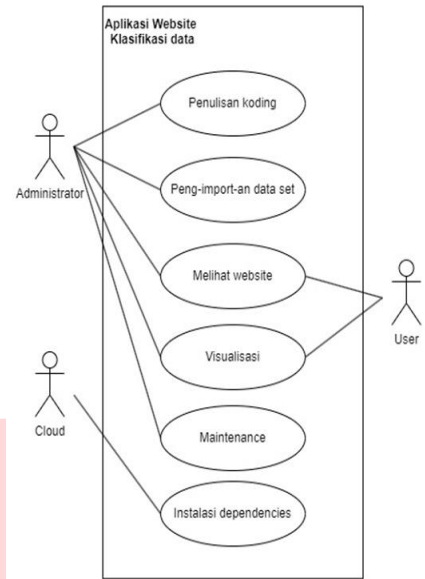 Aplikasi Website
Klasifikasi data
Penulisan koding
Administrator
Peng-import-an data set
Melihat website
User
Visualisasi
Cloud
Maintenance
Instalasi dependencies